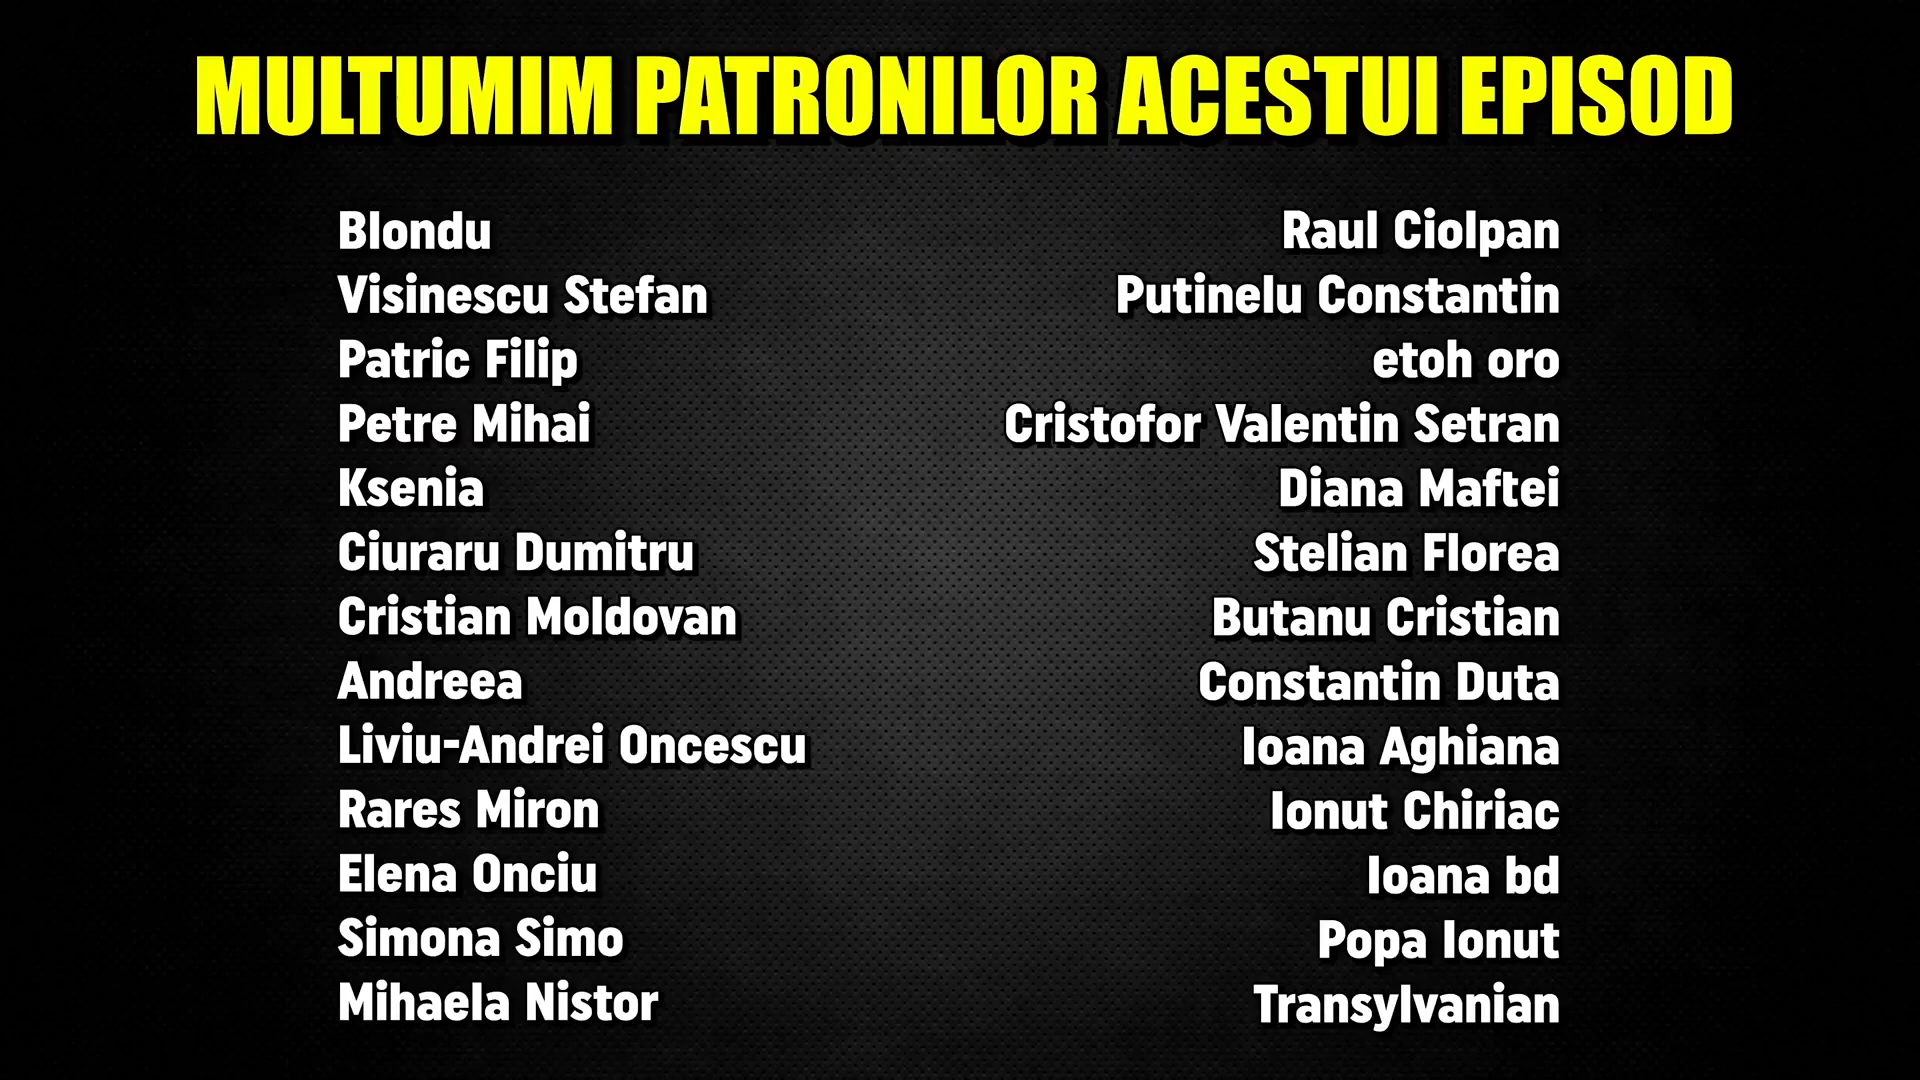 MULTUMIM PATRONILOR ACESTUI EPISOD
Blondu
Visinescu Stefan
Patric Filip
Petre Mihai
Ksenia
Ciuraru Dumitru
Cristian Moldovan
Andreea
Liviu-Andrei Oncescu
Rares Miron
Elena Onciu
Simona Simo
Mihaela Nistor
Raul Ciolpan
Putinelu Constantin
etoh oro
Cristofor Valentin Setran
Diana Maftei
Stelian Florea
Butanu Cristian
Constantin Duta
Ioana Aghiana
Ionut Chiriac
Ioana bd
Popa Ionut
Transylvanian